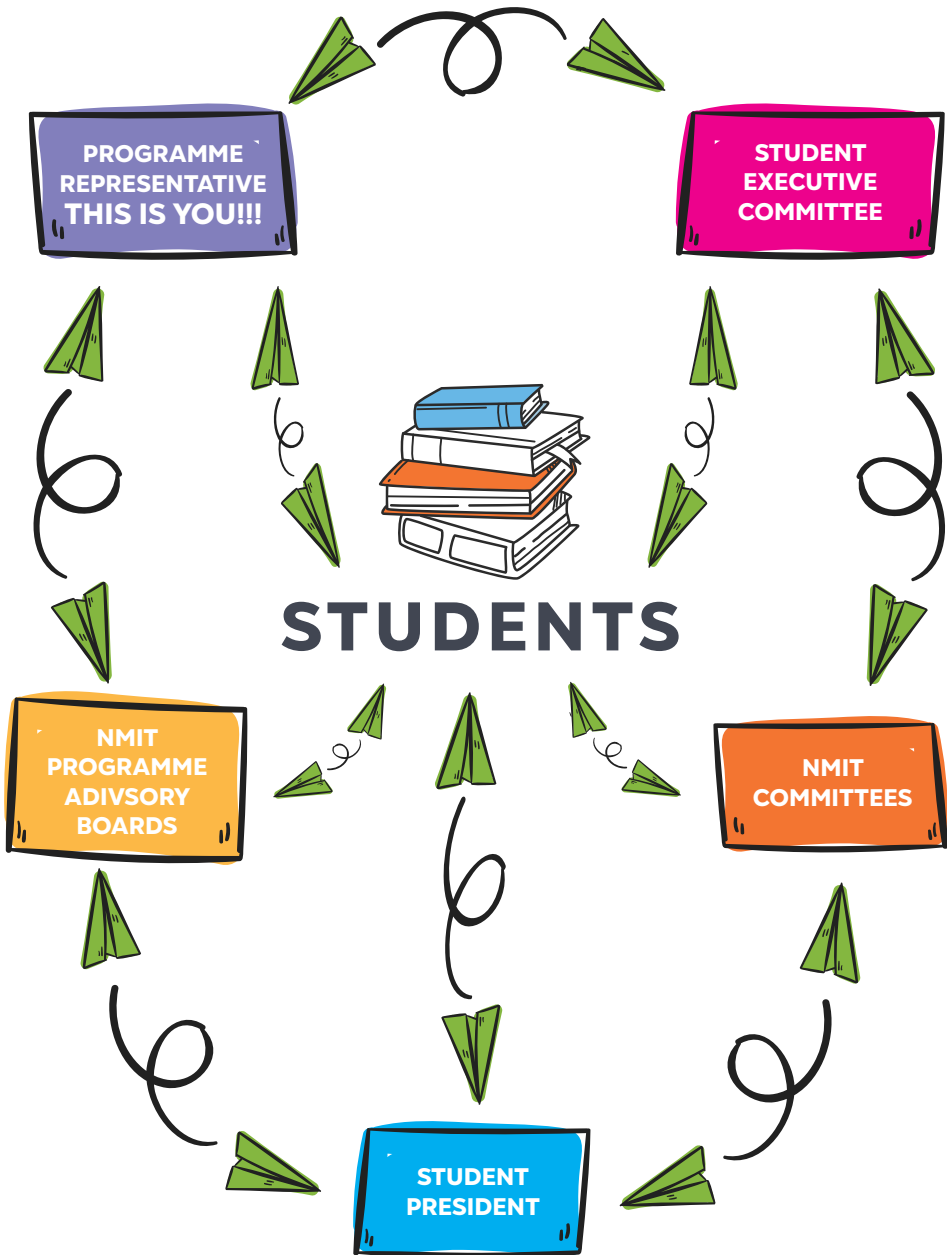 PROGRAMME
REPRESENTATIVE
THIS IS YOU!!!
STUDENT
EXECUTIVE
COMMITTEE
STUDENTS
NMIT
PROGRAMME
ADIVSORY
BOARDS
NMIT
COMMITTEES
STUDENT
PRESIDENT